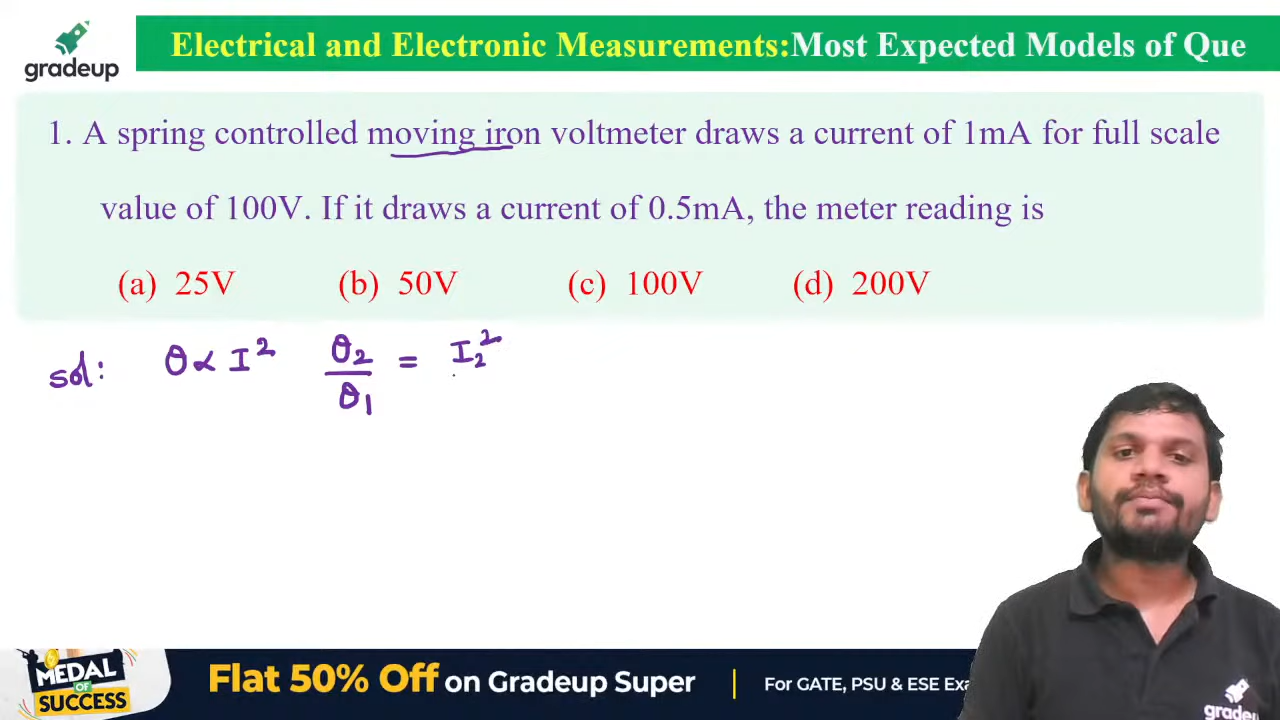 gradeup
Electrical and Electronic Measurements:Most Expected Models of Que
1. A spring controlled moving iron voltmeter draws a current of 1mA for full scale
value of 100V. If it draws a current of 0.5mA, the meter reading is
(a) 25V (b) 50V (c) 100V (d) 200V
sol: θ ∝ I² θ₂/θ₁ = I₂²
MEDAL OF SUCCESS
Flat 50% Off on Gradeup Super
For GATE, PSU & ESE Exa
gradeu